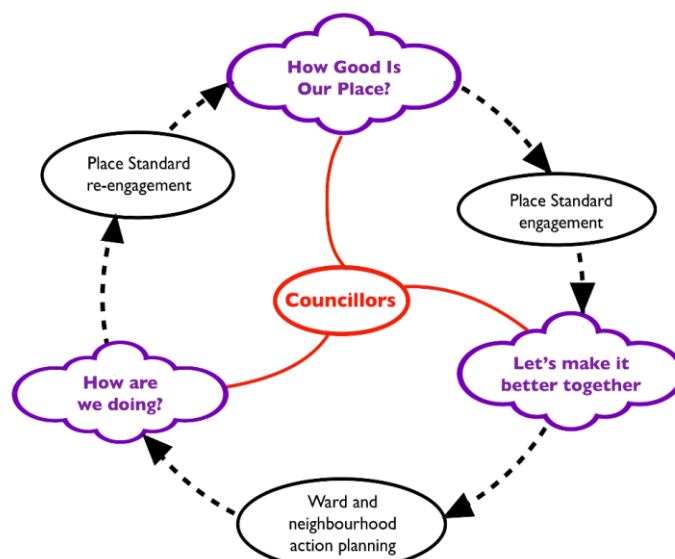 How Good Is
Our Place?
Place Standard
re-engagement
Place Standard
engagement
Councillors
How are
we doing?
Let's make it
better together
Ward and
neighbourhood
action planning